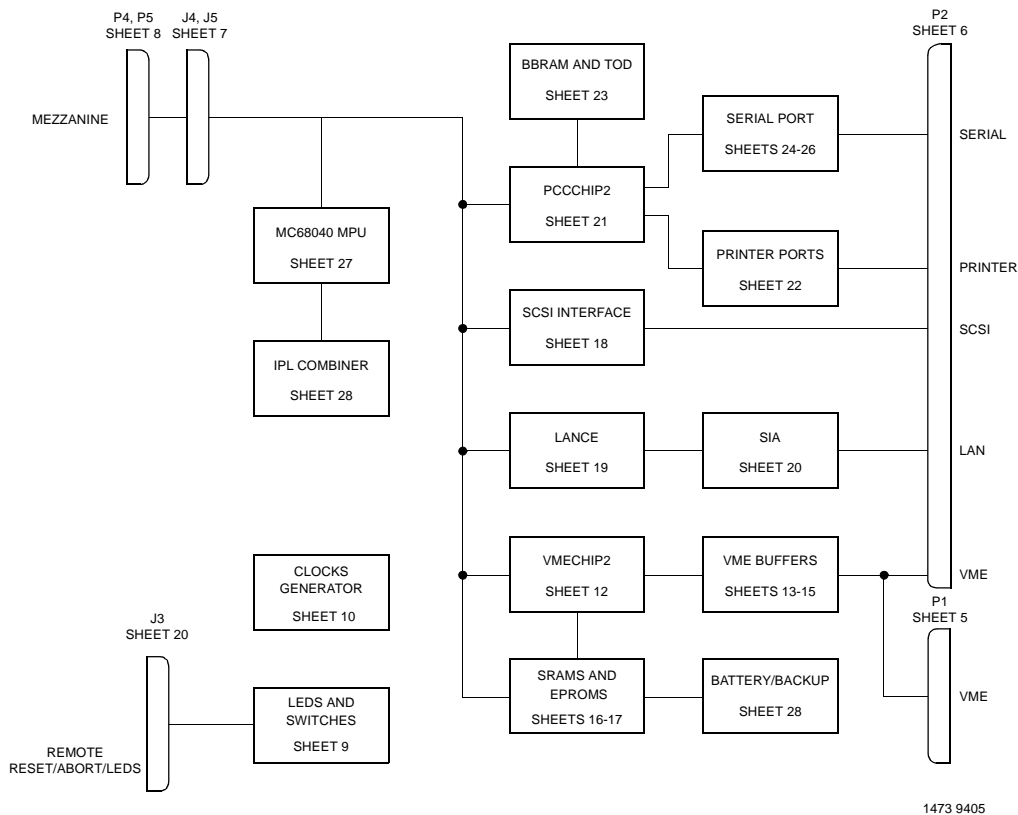 P4, P5
SHEET 8
J4, J5
SHEET 7
P2
SHEET 6
MEZZANINE
BBRAM AND TOD
SHEET 23
SERIAL PORT
SHEETS 24-26
SERIAL
PCCCHIP2
SHEET 21
MC68040 MPU
SHEET 27
PRINTER PORTS
SHEET 22
PRINTER
SCSI INTERFACE
SHEET 18
SCSI
IPL COMBINER
SHEET 28
LANCE
SHEET 19
SIA
SHEET 20
LAN
VMECHIP2
SHEET 12
VME BUFFERS
SHEETS 13-15
VME
CLOCKS
GENERATOR
SHEET 10
P1
SHEET 5
J3
SHEET 20
SRAMS AND
EPROMS
SHEETS 16-17
BATTERY/BACKUP
SHEET 28
VME
LEDS AND
SWITCHES
SHEET 9
REMOTE
RESET/ABORT/LEDS
1473 9405